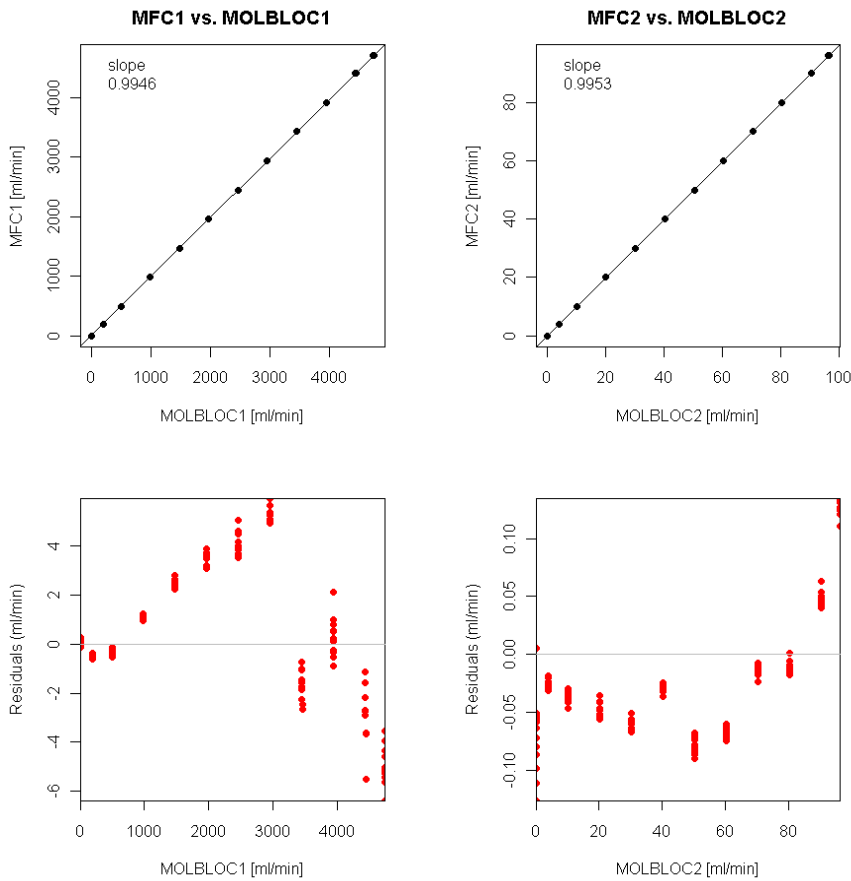 MFC1 vs. MOLBLOC1
slope
0.9946
MFC1 [ml/min]
0
1000
2000
3000
4000
0 1000 2000 3000 4000
MOLBLOC1 [ml/min]
MFC2 vs. MOLBLOC2
slope
0.9953
MFC2 [ml/min]
0
20
40
60
80
0 20 40 60 80 100
MOLBLOC2 [ml/min]
Residuals (ml/min)
4
2
0
-2
-4
-6
0 1000 2000 3000 4000
MOLBLOC1 [ml/min]
Residuals (ml/min)
0.10
0.05
0.00
-0.05
-0.10
0 20 40 60 80
MOLBLOC2 [ml/min]